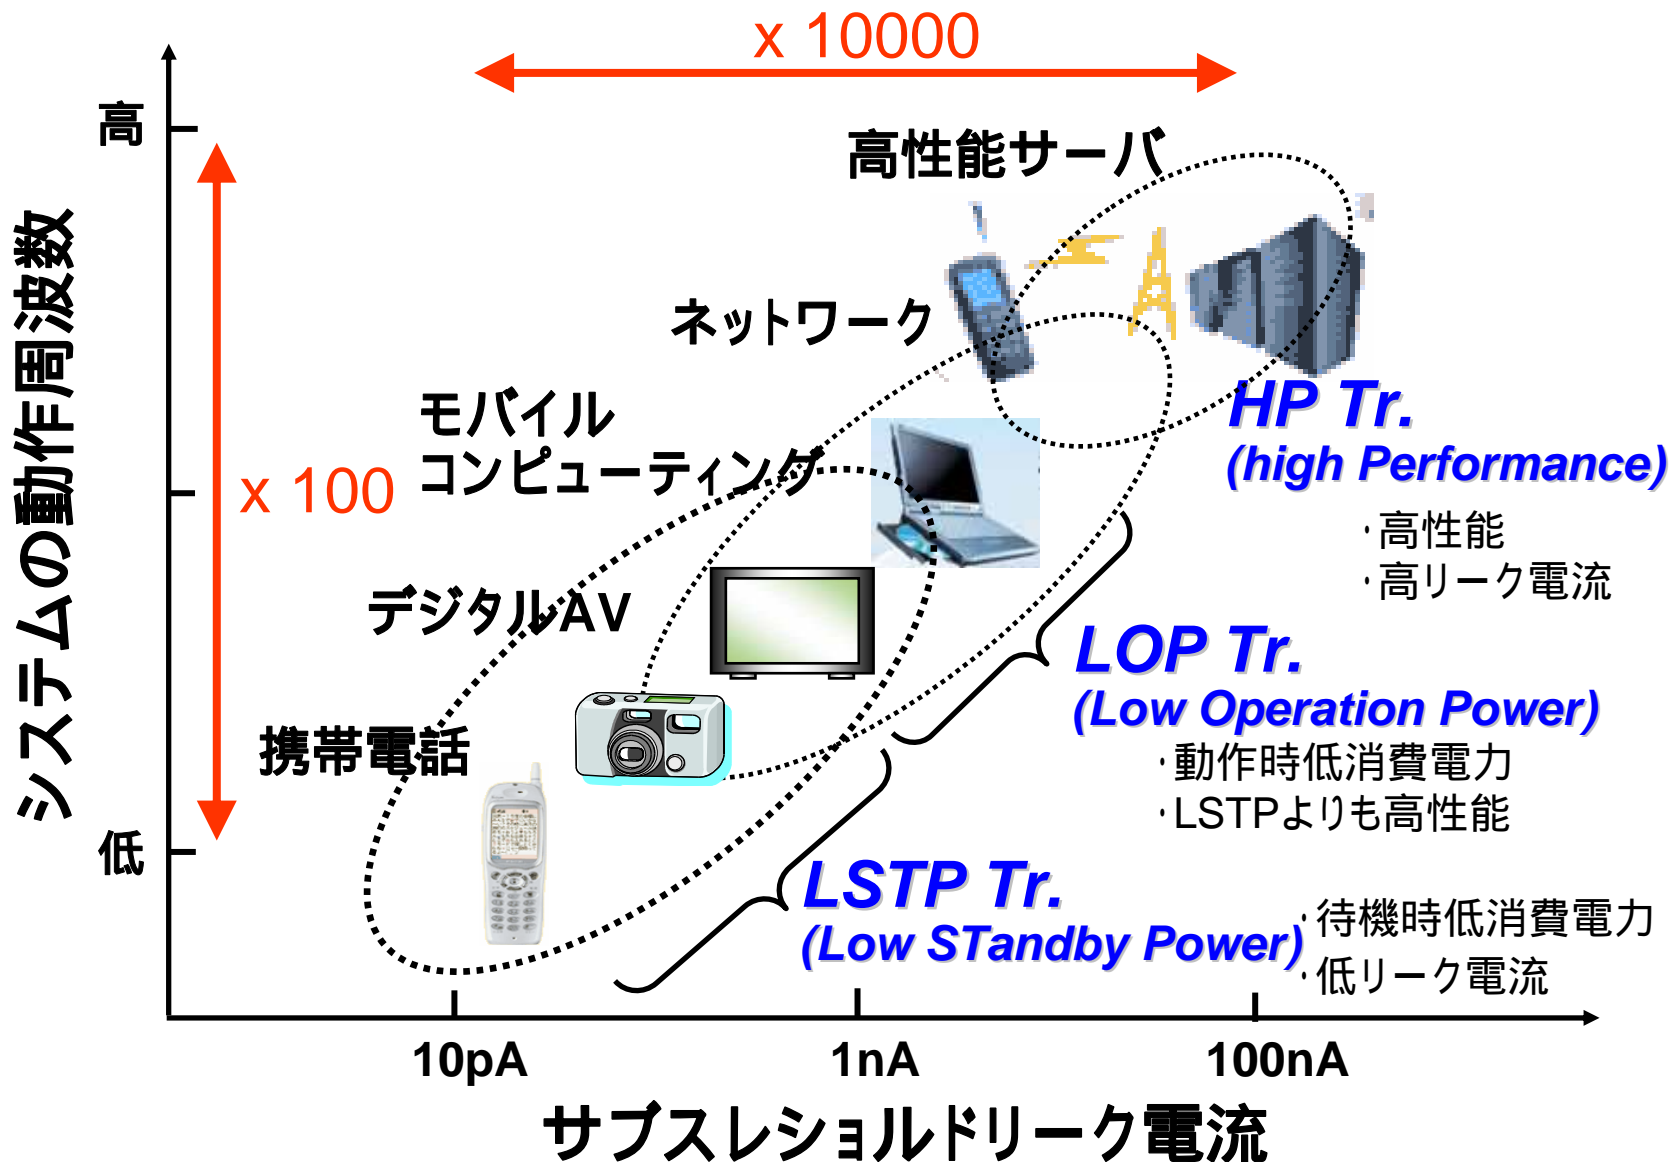 x 10000
高
高性能サーバ
システムの動作周波数
ネットワーク
モバイル
コンピューティング
x 100
HP Tr.
(high Performance)
・高性能
・高リーク電流
デジタルAV
LOP Tr.
(Low Operation Power)
・動作時低消費電力
・LSTPよりも高性能
携帯電話
低
LSTP Tr.
(Low STandby Power)
・待機時低消費電力
・低リーク電流
10pA
1nA
100nA
サブスレショルドリーク電流